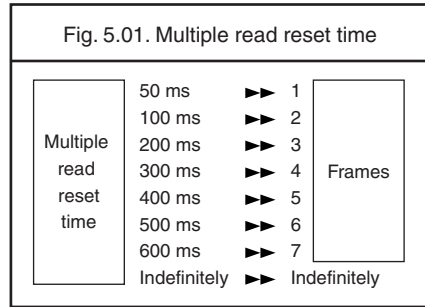 Fig. 5.01. Multiple read reset time
Multiple
read
reset
time
50 ms ►► 1
100 ms ►► 2
200 ms ►► 3
300 ms ►► 4
400 ms ►► 5
500 ms ►► 6
600 ms ►► 7
Indefinitely ►► Indefinitely
Frames